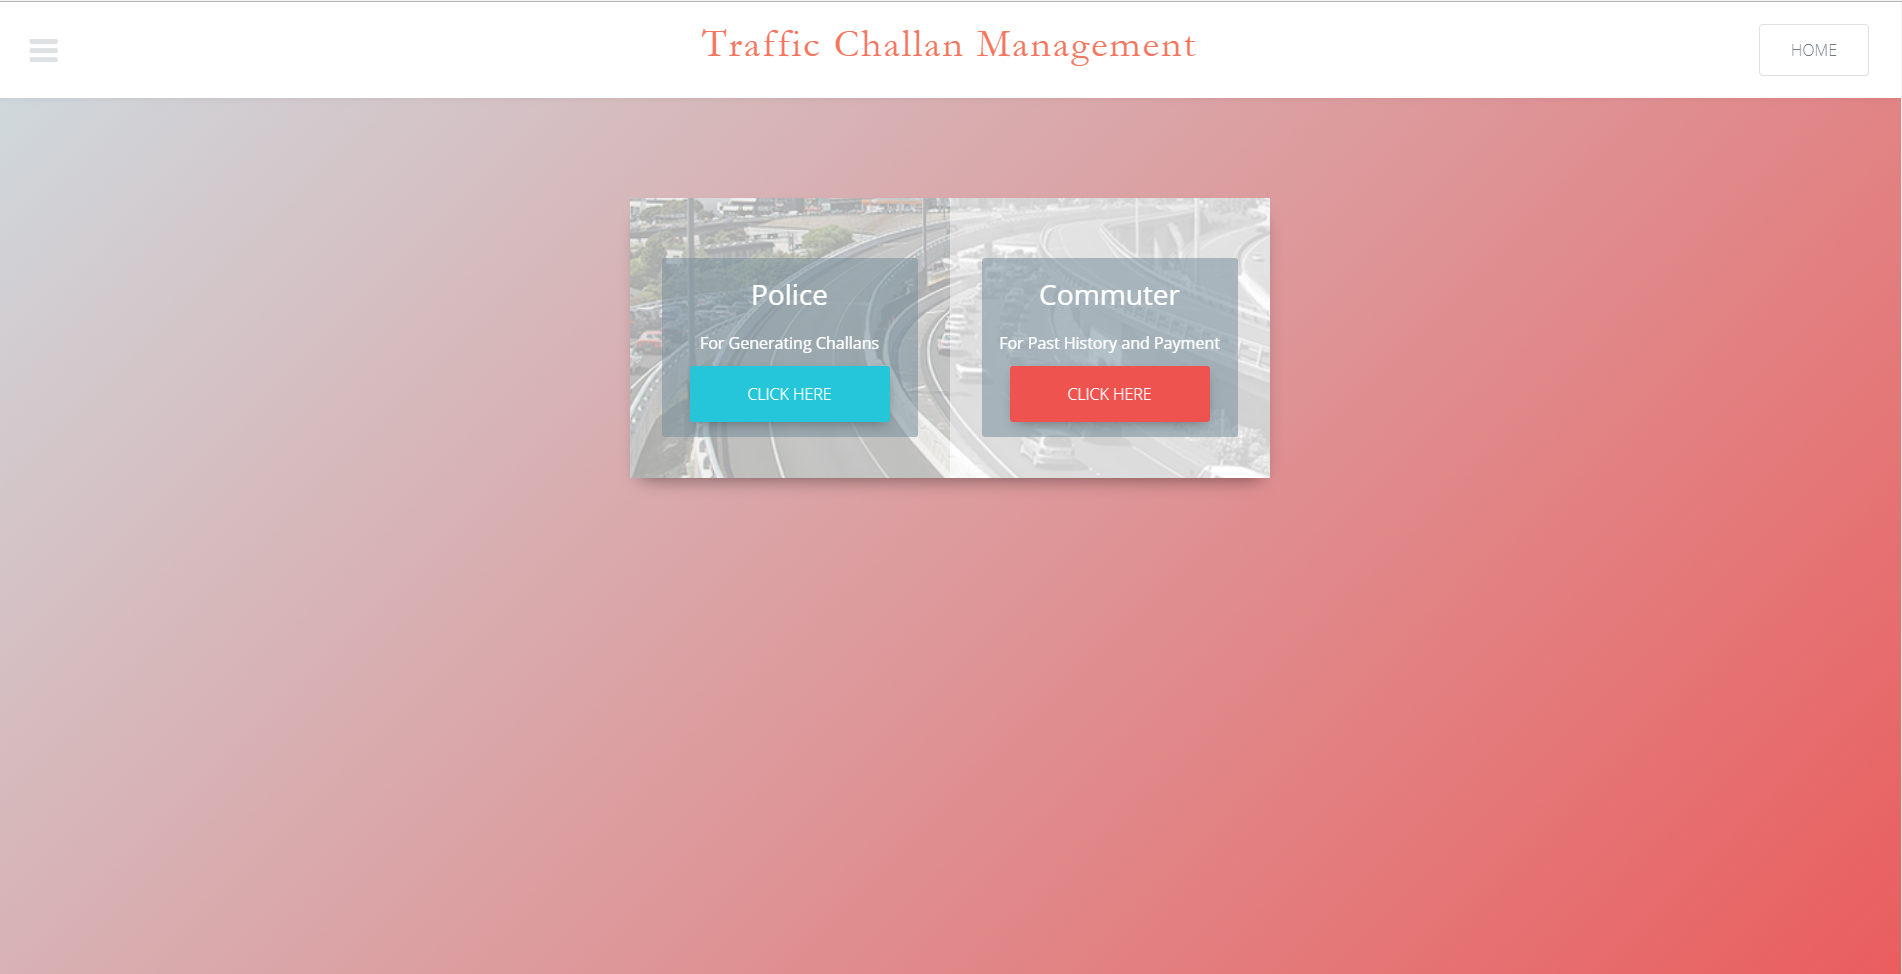 Traffic Challan Management
HOME
Police
For Generating Challans
CLICK HERE
Commuter
For Past History and Payment
CLICK HERE